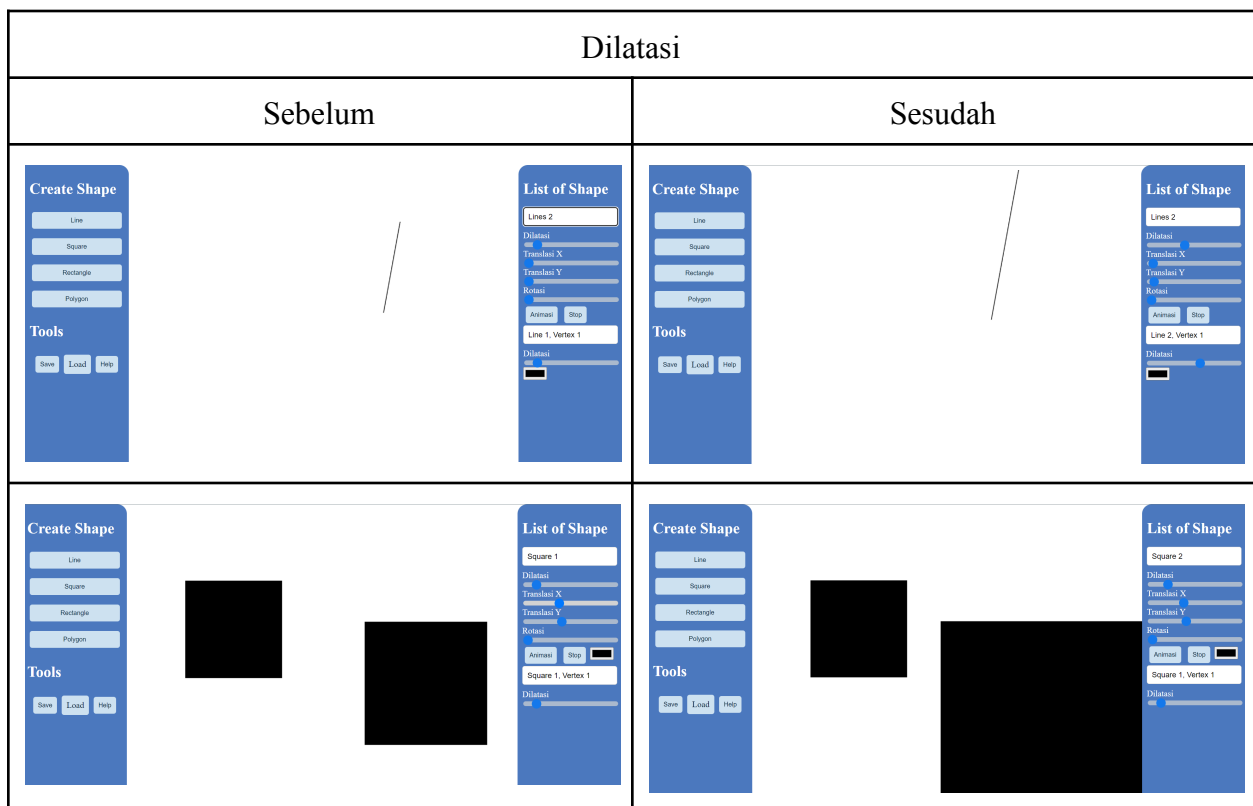 Dilatasi
Sebelum
Sesudah
Create Shape
Line
Square
Rectangle
Polygon
Tools
Save Load Help
List of Shape
Lines 2
Dilatasi
Translasi X
Translasi Y
Rotasi
Animasi Stop
Line 1, Vertex 1
Dilatasi
Create Shape
Line
Square
Rectangle
Polygon
Tools
Save Load Help
List of Shape
Lines 2
Dilatasi
Translasi X
Translasi Y
Rotasi
Animasi Stop
Line 2, Vertex 1
Dilatasi
Create Shape
Line
Square
Rectangle
Polygon
Tools
Save Load Help
List of Shape
Square 1
Dilatasi
Translasi X
Translasi Y
Rotasi
Animasi Stop
Square 1, Vertex 1
Dilatasi
Create Shape
Line
Square
Rectangle
Polygon
Tools
Save Load Help
List of Shape
Square 2
Dilatasi
Translasi X
Translasi Y
Rotasi
Animasi Stop
Square 1, Vertex 1
Dilatasi